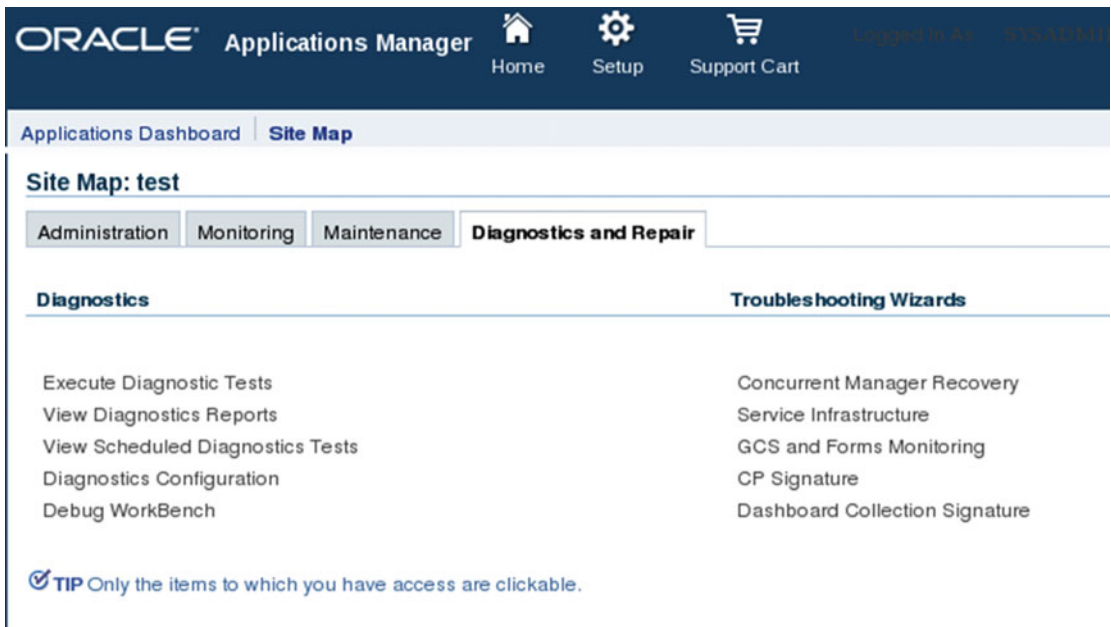 ORACLE Applications Manager
Home
Setup
Support Cart
Logged In As
Applications Dashboard
Site Map
Site Map: test
Administration
Monitoring
Maintenance
Diagnostics and Repair
Diagnostics
Execute Diagnostic Tests
View Diagnostics Reports
View Scheduled Diagnostics Tests
Diagnostics Configuration
Debug WorkBench
Troubleshooting Wizards
Concurrent Manager Recovery
Service Infrastructure
GCS and Forms Monitoring
CP Signature
Dashboard Collection Signature
TIP Only the items to which you have access are clickable.